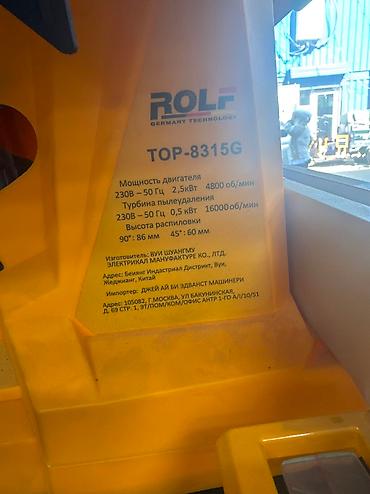 ROLF
GERMANY TECHNOLOGY
TOP-8315G
Мощность двигателя
230В – 50 Гц 2,5кВт 4800 об/мин
Турбина пылеудаления
230В – 50 Гц 0,5 кВт 16000 об/мин
Высота распиловки
90°: 86 мм 45°: 60 мм
Изготовитель: ВУИ ШУАНГМУ
ЭЛЕКТРИКАЛ МАНУФАКТУРЕ КО., ЛТД.
Адрес: Беиянс Индастриал Дистринт, Вуи,
Жеджианг, Китай
Импортер: ДЖЕЙ АЙ БИ ЭДВАНСТ МАШИНЕРИ
Адрес: 105082, Г.МОСКВА, УЛ БАКУНИНСКАЯ,
Д. 69 СТР. 1, ЭТ/ПОМ/КОМ/ОФИС АНТР 1-ГО А/I/10/51